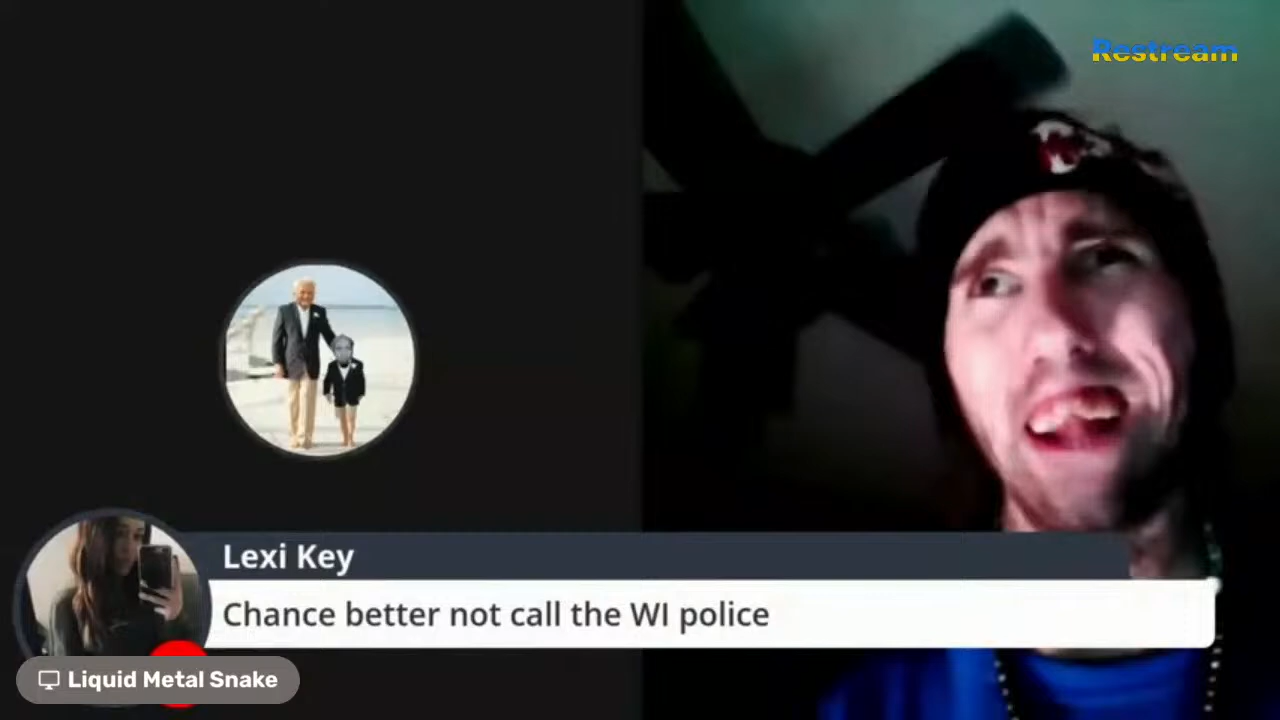 Restream
Lexi Key
Chance better not call the WI police
Liquid Metal Snake